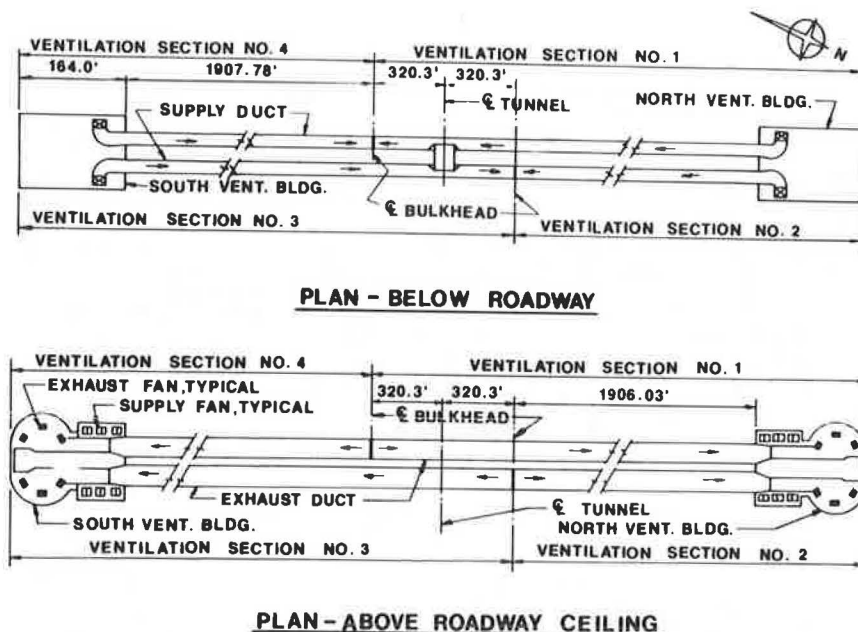 VENTILATION SECTION NO. 4
VENTILATION SECTION NO. 1
164.0'
1907.78'
320.3'
320.3'
N
℄ TUNNEL
SUPPLY DUCT
NORTH VENT. BLDG.
SOUTH VENT. BLDG.
℄ BULKHEAD
VENTILATION SECTION NO. 3
VENTILATION SECTION NO. 2
PLAN - BELOW ROADWAY
VENTILATION SECTION NO. 4
VENTILATION SECTION NO. 1
EXHAUST FAN, TYPICAL
SUPPLY FAN, TYPICAL
320.3'
320.3'
1906.03'
℄ BULKHEAD
EXHAUST DUCT
℄ TUNNEL
SOUTH VENT. BLDG.
NORTH VENT. BLDG.
VENTILATION SECTION NO. 3
VENTILATION SECTION NO. 2
PLAN - ABOVE ROADWAY CEILING